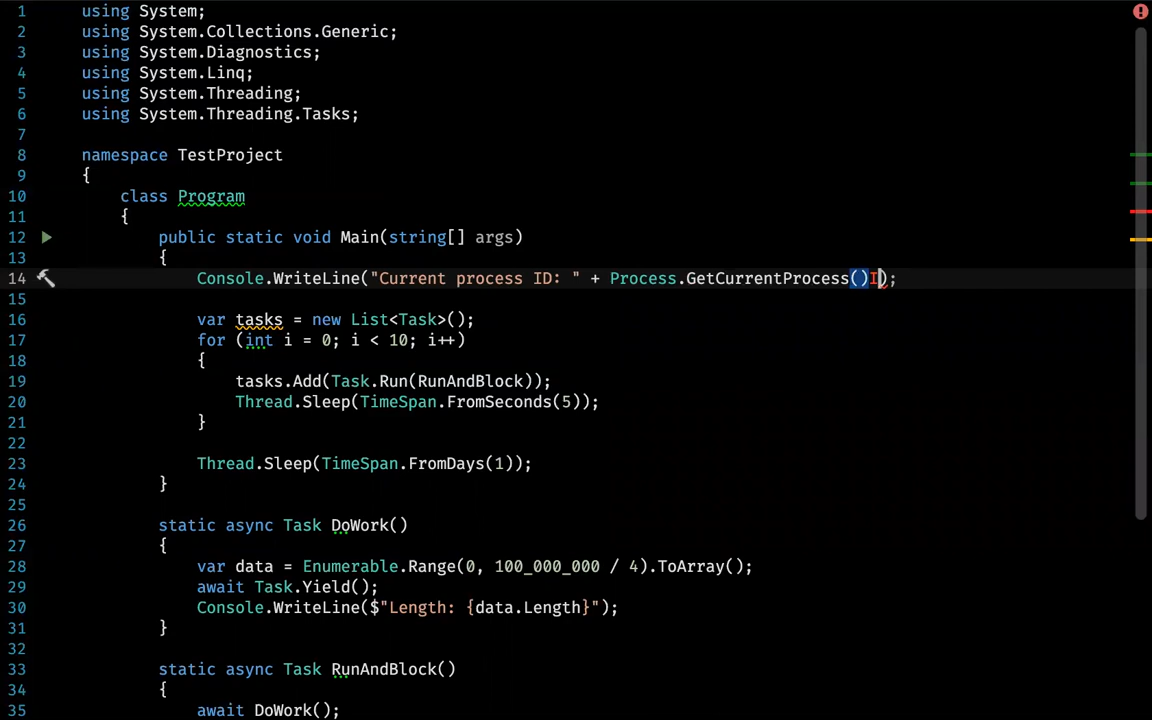 1 using System;
2 using System.Collections.Generic;
3 using System.Diagnostics;
4 using System.Linq;
5 using System.Threading;
6 using System.Threading.Tasks;
7
8 namespace TestProject
9 {
10 class Program
11 {
12 public static void Main(string[] args)
13 {
14 Console.WriteLine("Current process ID: " + Process.GetCurrentProcess()I);
15
16 var tasks = new List<Task>();
17 for (int i = 0; i < 10; i++)
18 {
19 tasks.Add(Task.Run(RunAndBlock));
20 Thread.Sleep(TimeSpan.FromSeconds(5));
21 }
22
23 Thread.Sleep(TimeSpan.FromDays(1));
24 }
25
26 static async Task DoWork()
27 {
28 var data = Enumerable.Range(0, 100_000_000 / 4).ToArray();
29 await Task.Yield();
30 Console.WriteLine($"Length: {data.Length}");
31 }
32
33 static async Task RunAndBlock()
34 {
35 await DoWork();